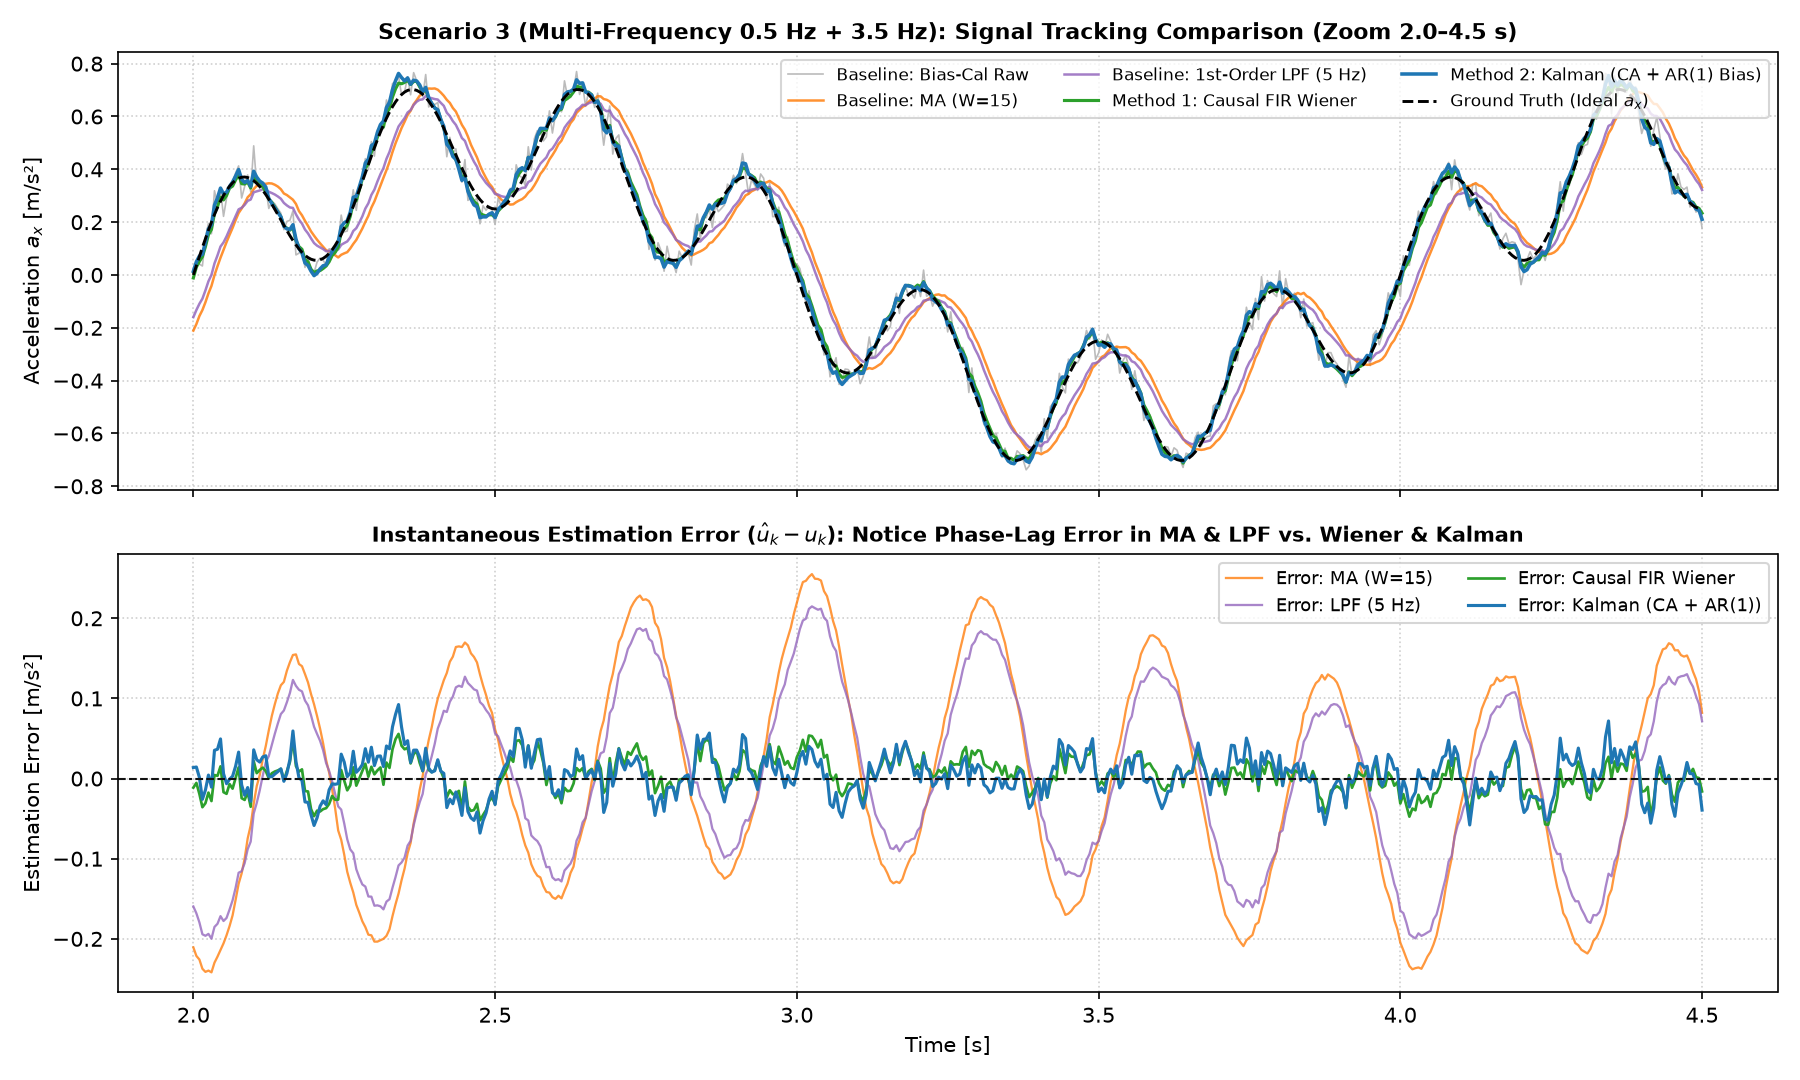 Scenario 3 (Multi-Frequency 0.5 Hz + 3.5 Hz): Signal Tracking Comparison (Zoom 2.0–4.5 s)
Baseline: Bias-Cal Raw
Baseline: MA (W=15)
Baseline: 1st-Order LPF (5 Hz)
Method 1: Causal FIR Wiener
Method 2: Kalman (CA + AR(1) Bias)
Ground Truth (Ideal aₓ)
Acceleration aₓ [m/s²]
0.8
0.6
0.4
0.2
0.0
−0.2
−0.4
−0.6
−0.8
Instantaneous Estimation Error (û_k − u_k): Notice Phase-Lag Error in MA & LPF vs. Wiener & Kalman
Error: MA (W=15)
Error: LPF (5 Hz)
Error: Causal FIR Wiener
Error: Kalman (CA + AR(1))
Estimation Error [m/s²]
0.2
0.1
0.0
−0.1
−0.2
2.0 2.5 3.0 3.5 4.0 4.5
Time [s]